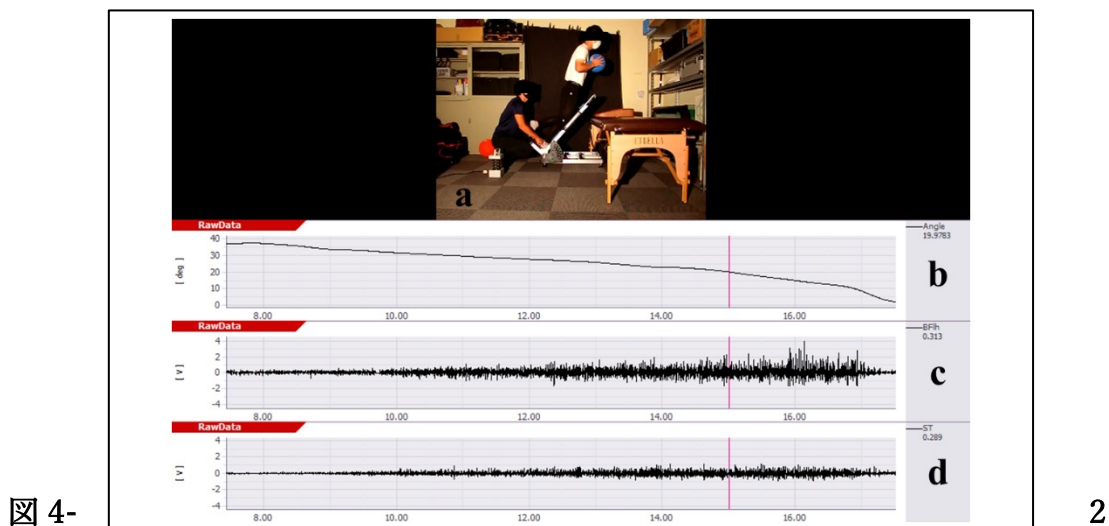 a
RawData
Angle
19.9783
40
30
20
10
0
[ deg ]
b
8.00 10.00 12.00 14.00 16.00
RawData
BFlh
0.313
4
2
0
-2
-4
[ V ]
c
8.00 10.00 12.00 14.00 16.00
RawData
ST
0.289
4
2
0
-2
-4
[ V ]
d
8.00 10.00 12.00 14.00 16.00
図 4- 2